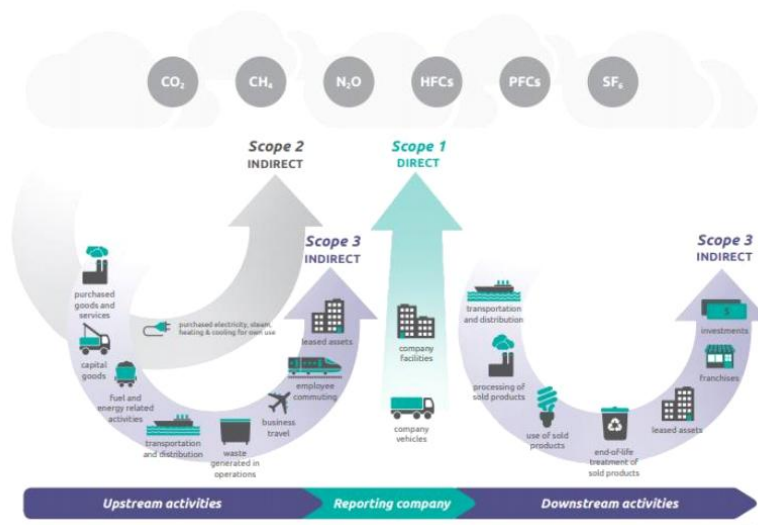 CO₂ CH₄ N₂O HFCs PFCs SF₆
Scope 2
INDIRECT
Scope 1
DIRECT
Scope 3
INDIRECT
Scope 3
INDIRECT
purchased
goods and
services
capital
goods
fuel and
energy related
activities
transportation
and distribution
waste
generated in
operations
business
travel
employee
commuting
leased assets
purchased electricity, steam,
heating & cooling for own use
company
facilities
company
vehicles
transportation
and distribution
processing of
sold products
use of sold
products
end-of-life
treatment of
sold products
leased assets
franchises
$
investments
Upstream activities
Reporting company
Downstream activities